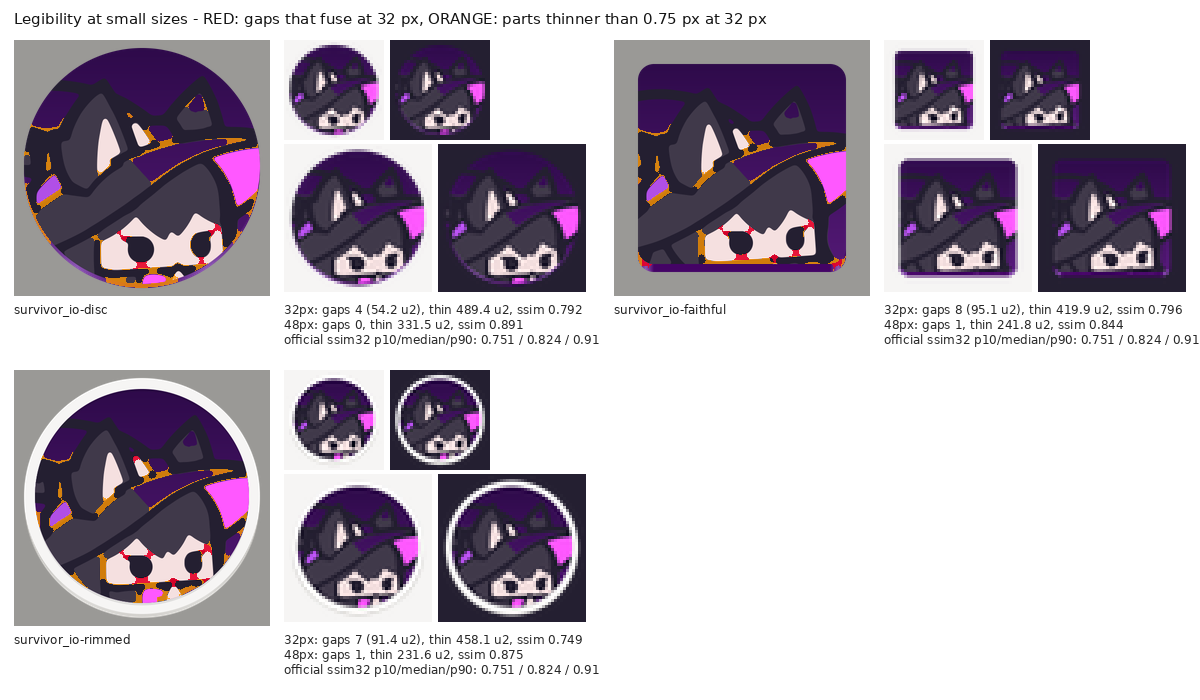 Legibility at small sizes - RED: gaps that fuse at 32 px, ORANGE: parts thinner than 0.75 px at 32 px
survivor_io-disc
32px: gaps 4 (54.2 u2), thin 489.4 u2, ssim 0.792
48px: gaps 0, thin 331.5 u2, ssim 0.891
official ssim32 p10/median/p90: 0.751 / 0.824 / 0.91
survivor_io-faithful
32px: gaps 8 (95.1 u2), thin 419.9 u2, ssim 0.796
48px: gaps 1, thin 241.8 u2, ssim 0.844
official ssim32 p10/median/p90: 0.751 / 0.824 / 0.91
survivor_io-rimmed
32px: gaps 7 (91.4 u2), thin 458.1 u2, ssim 0.749
48px: gaps 1, thin 231.6 u2, ssim 0.875
official ssim32 p10/median/p90: 0.751 / 0.824 / 0.91